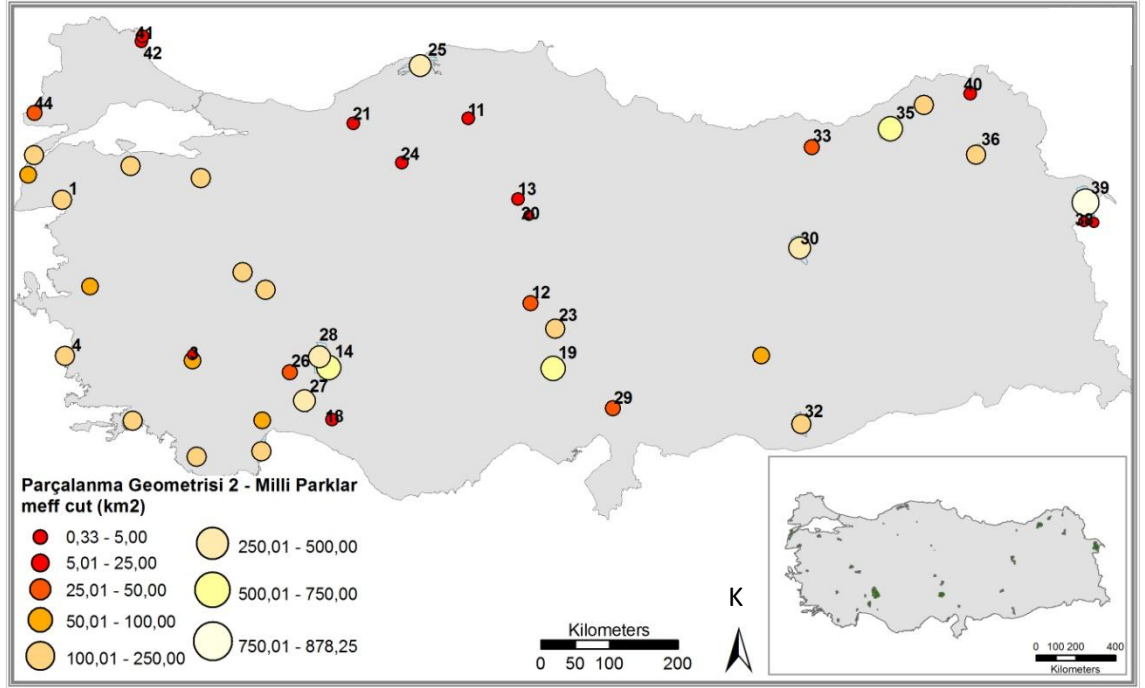 41
42
25
44
21
11
40
35
33
36
24
1
13
20
39
30
12
23
28
14
4
3
26
19
27
29
18
32
Parçalanma Geometrisi 2 - Milli Parklar
meff cut (km2)
0,33 - 5,00
5,01 - 25,00
25,01 - 50,00
50,01 - 100,00
100,01 - 250,00
250,01 - 500,00
500,01 - 750,00
750,01 - 878,25
Kilometers
0 50 100 200
K
Kilometers
0 100 200 400